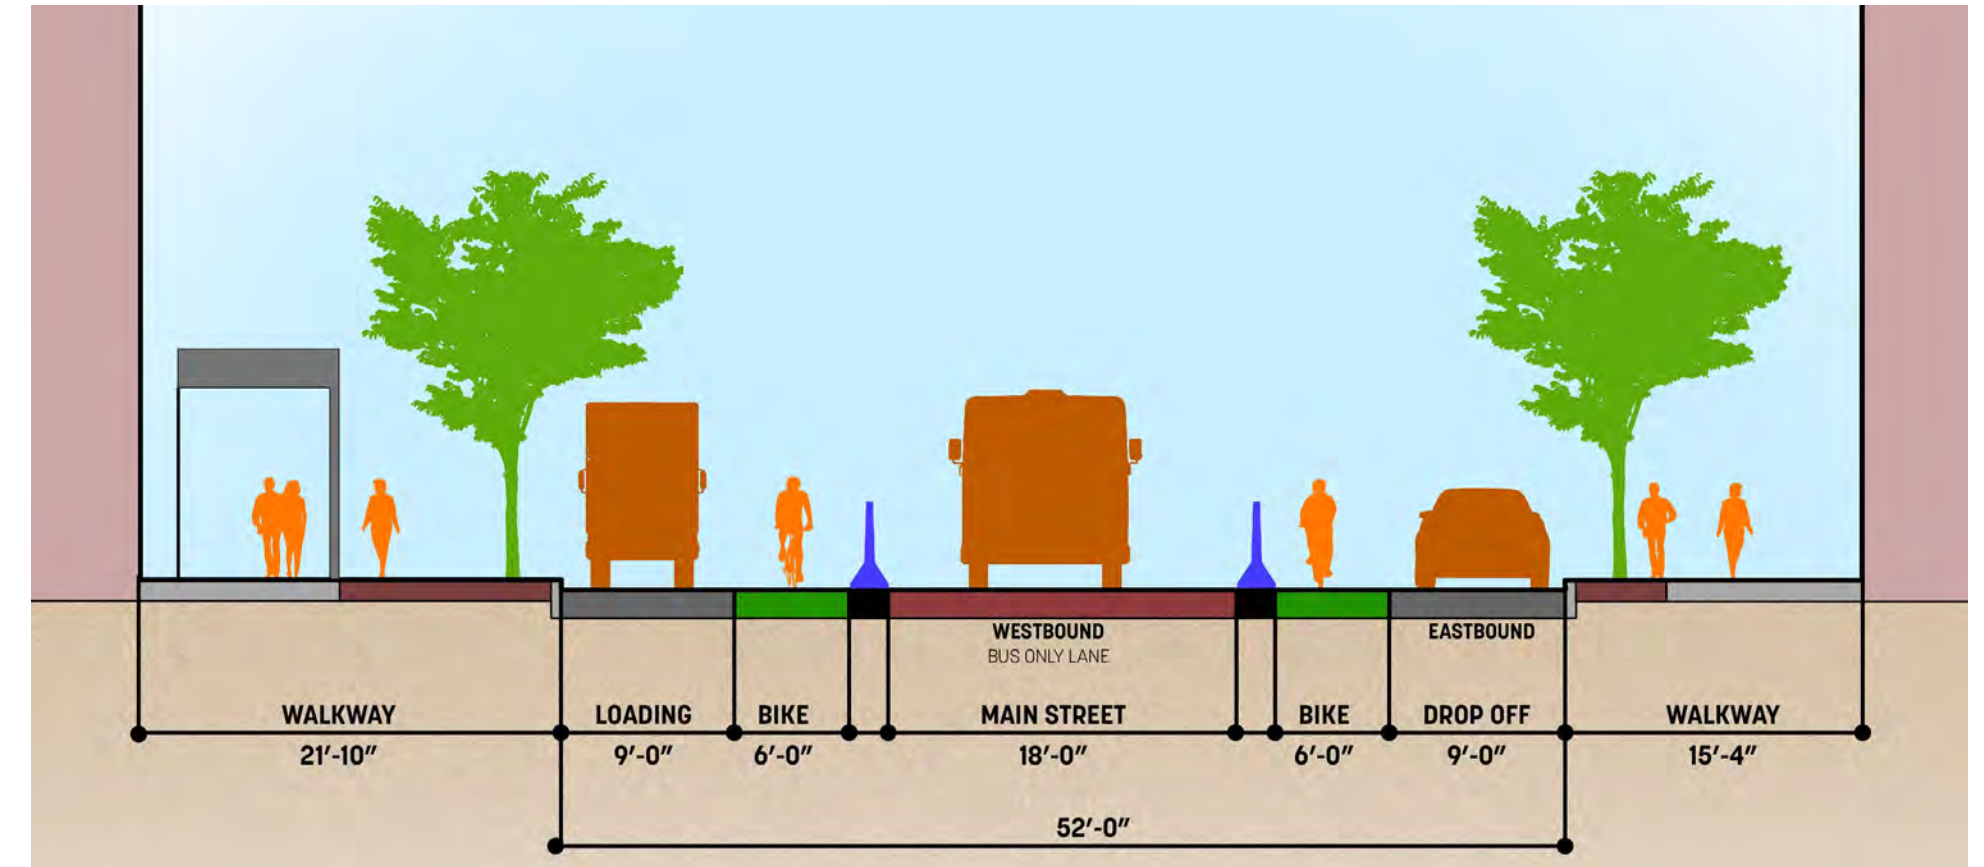 WESTBOUND
BUS ONLY LANE
EASTBOUND
WALKWAY
21'-10"
LOADING
9'-0"
BIKE
6'-0"
MAIN STREET
18'-0"
BIKE
6'-0"
DROP OFF
9'-0"
WALKWAY
15'-4"
52'-0"